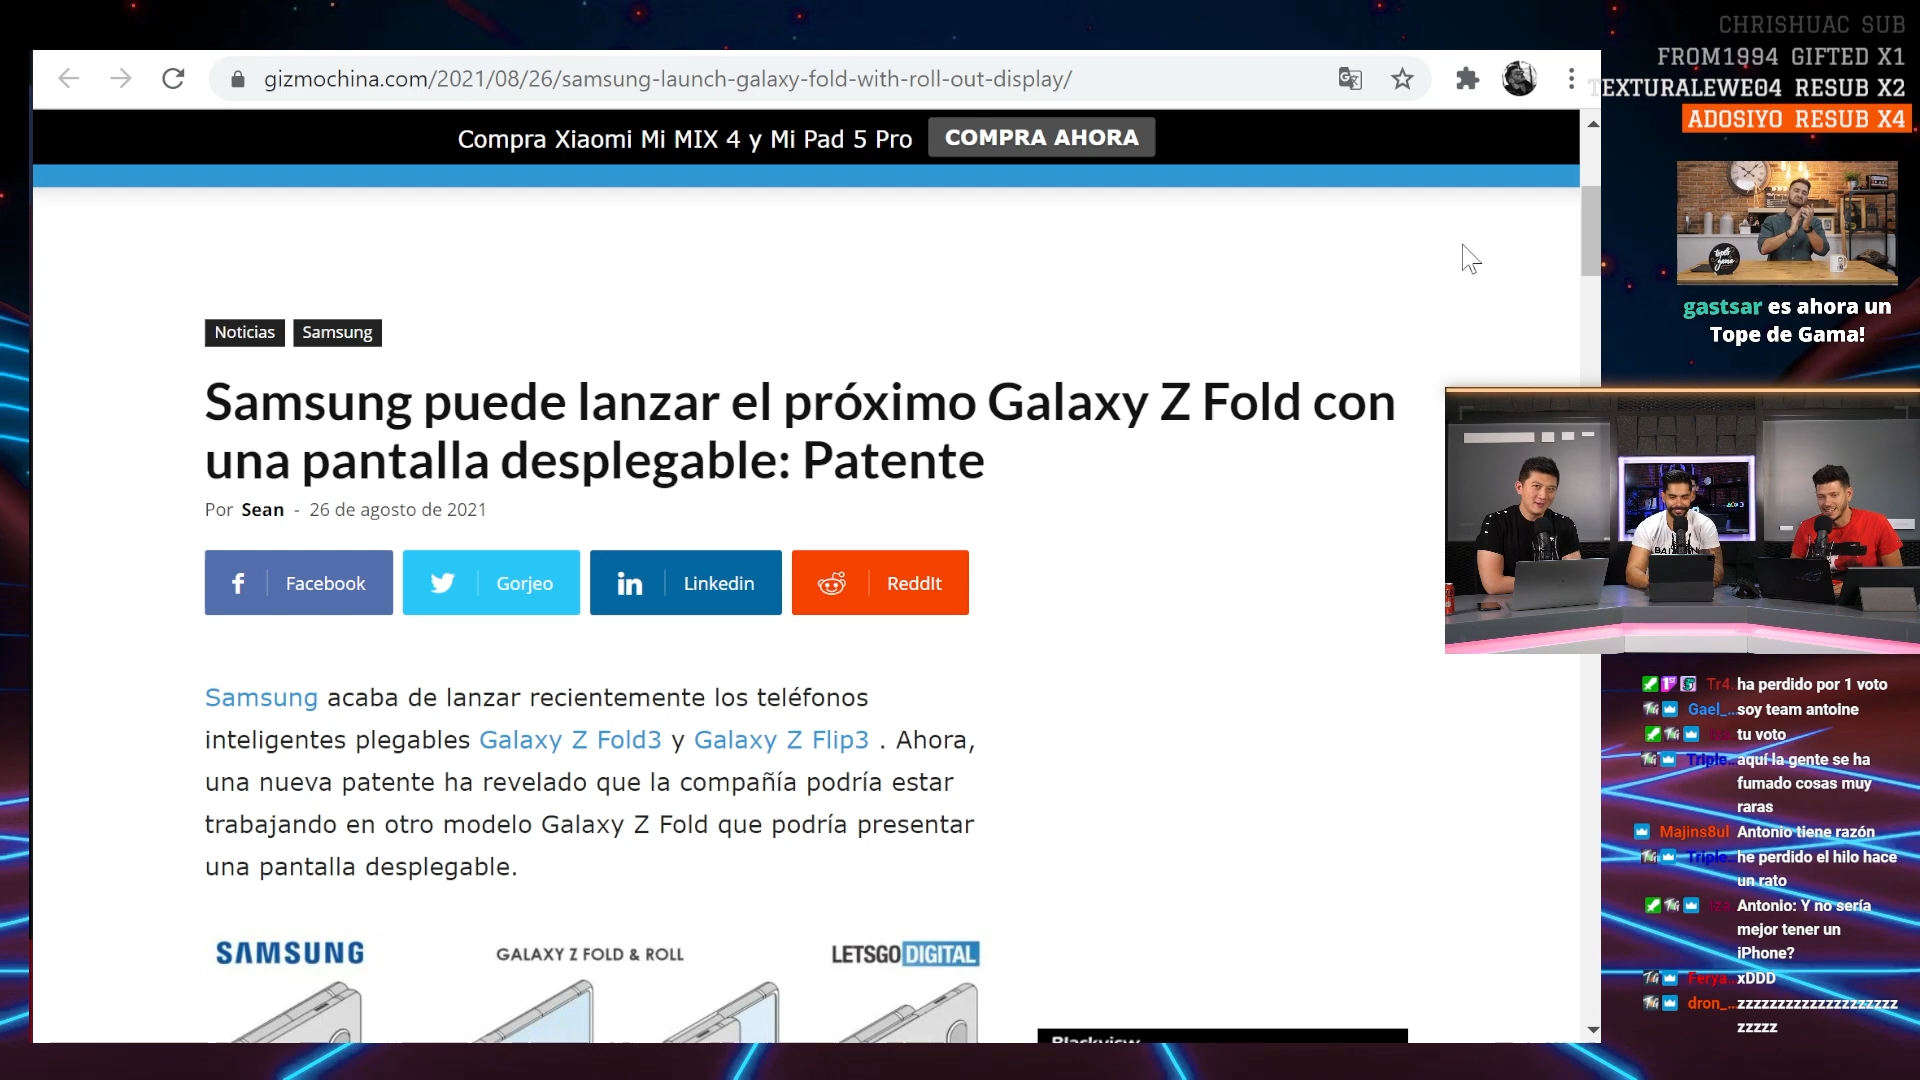 CHRISHUAC SUB
FROM1994 GIFTED X1
TEXTURALEWE04 RESUB X2
ADOSIYO RESUB X4
gizmochina.com/2021/08/26/samsung-launch-galaxy-fold-with-roll-out-display/
Compra Xiaomi Mi MIX 4 y Mi Pad 5 Pro COMPRA AHORA
gastsar es ahora un
Tope de Gama!
Noticias Samsung
Samsung puede lanzar el próximo Galaxy Z Fold con
una pantalla desplegable: Patente
Por Sean - 26 de agosto de 2021
Facebook Gorjeo Linkedin ReddIt
Samsung acaba de lanzar recientemente los teléfonos
inteligentes plegables Galaxy Z Fold3 y Galaxy Z Flip3 . Ahora,
una nueva patente ha revelado que la compañía podría estar
trabajando en otro modelo Galaxy Z Fold que podría presentar
una pantalla desplegable.
SAMSUNG GALAXY Z FOLD & ROLL LETSGODIGITAL
Blackview
Tr4.. ha perdido por 1 voto
Gael_... soy team antoine
tu voto
Triple... aquí la gente se ha
fumado cosas muy
raras
Majins8ul Antonio tiene razón
Triple... he perdido el hilo hace
un rato
Antonio: Y no sería
mejor tener un
iPhone?
Ferya... xDDD
dron_... zzzzzzzzzzzzzzzzzzzz
zzzzz